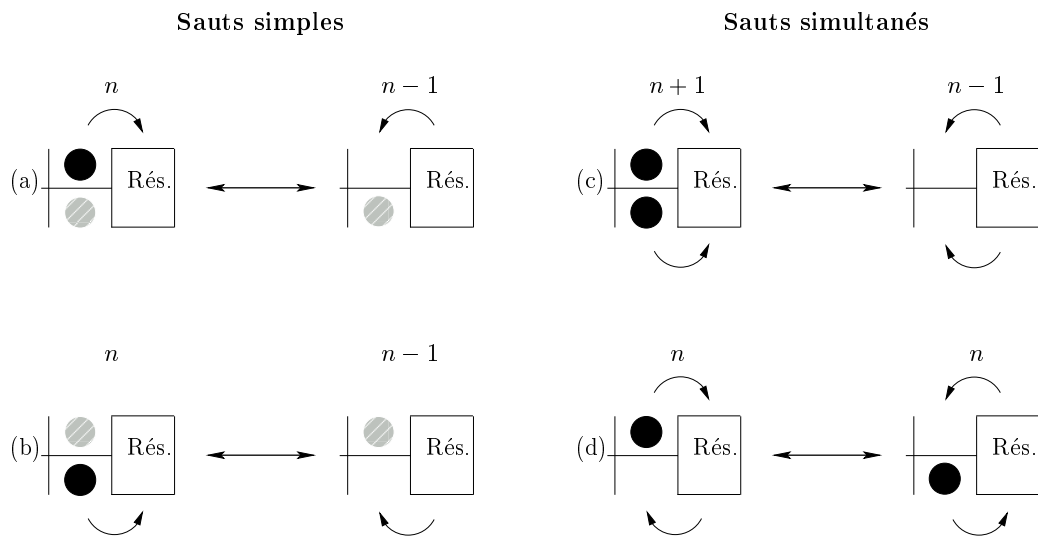 Sauts simples Sauts simultanés
n n − 1 n + 1 n − 1
(a) Rés. Rés. (c) Rés. Rés.
n n − 1 n n
(b) Rés. Rés. (d) Rés. Rés.